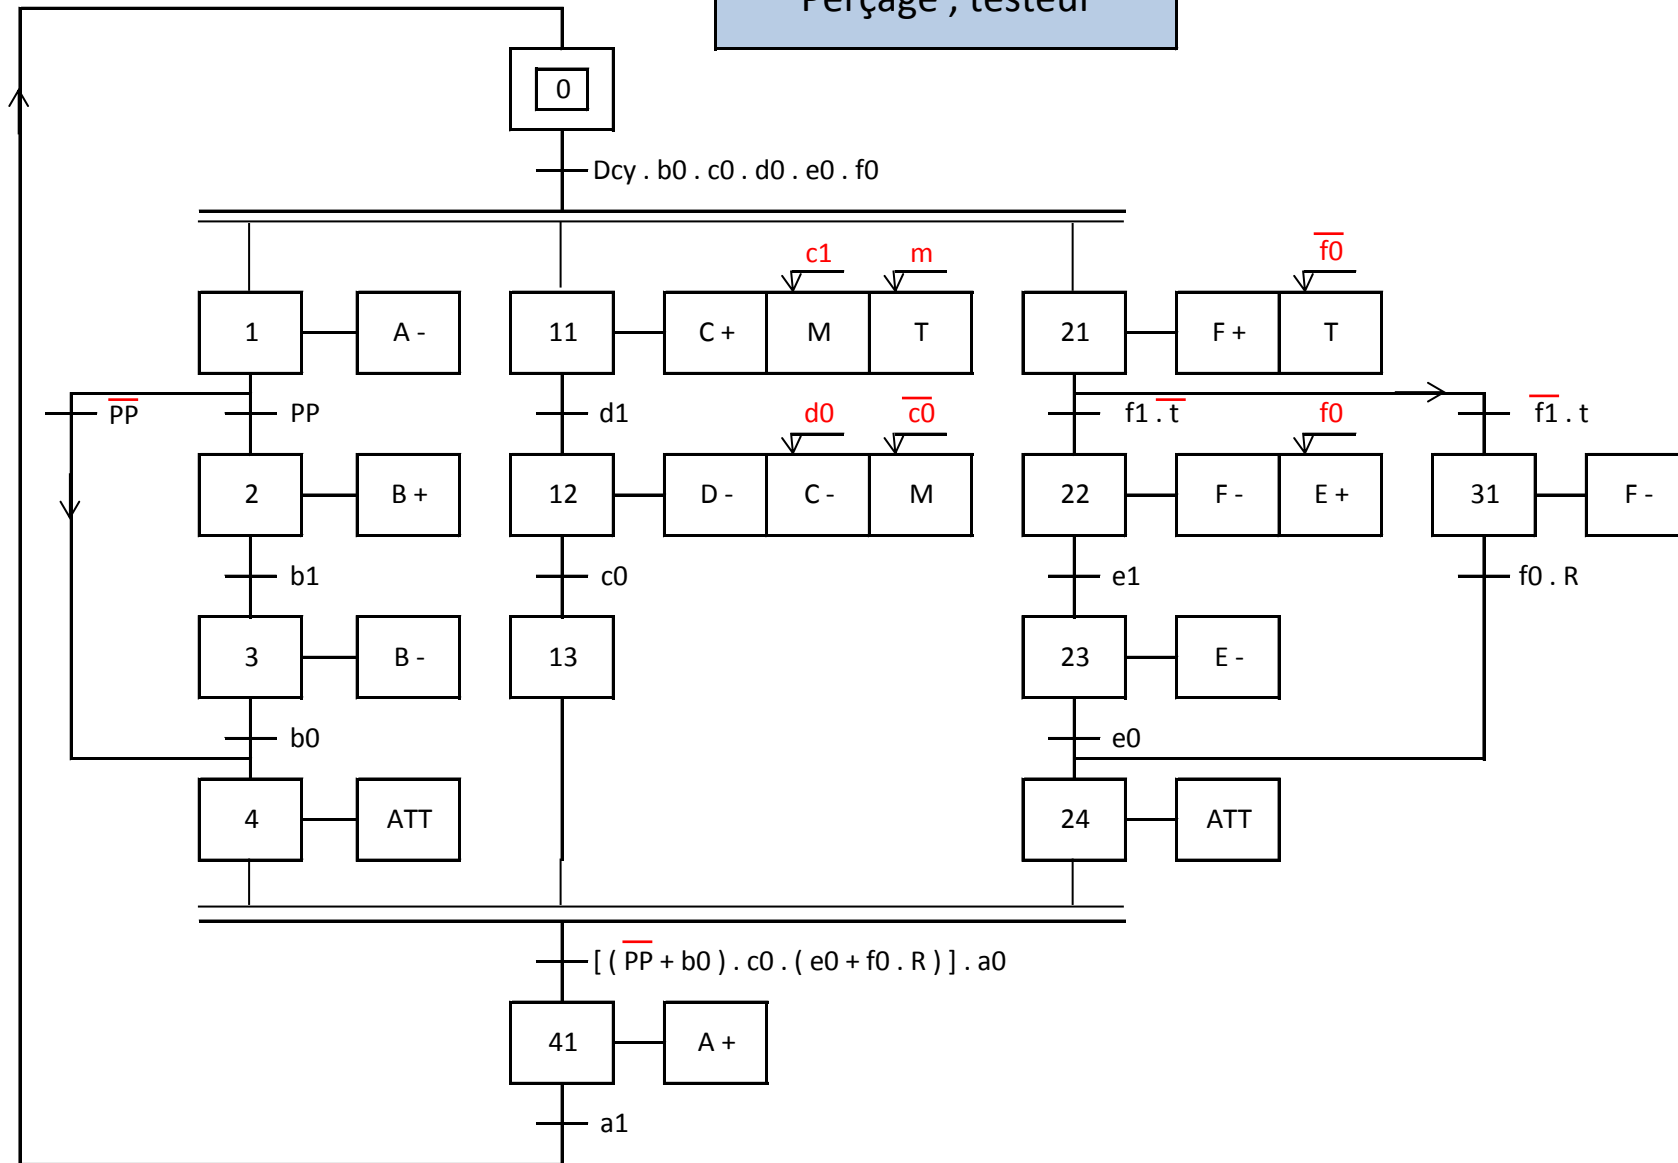 Perçage , testeur
0
Dcy . b0 . c0 . d0 . e0 . f0
c1 m f0̅
1 A - 11 C + M T 21 F + T
P̅P̅ PP d1 d0 c0̅ f1 . t̅ f0 f1̅ . t
2 B + 12 D - C - M 22 F - E + 31 F -
b1 c0 e1 f0 . R
3 B - 13 23 E -
b0 e0
4 ATT 24 ATT
[ ( P̅P̅ + b0 ) . c0 . ( e0 + f0 . R ) ] . a0
41 A +
a1